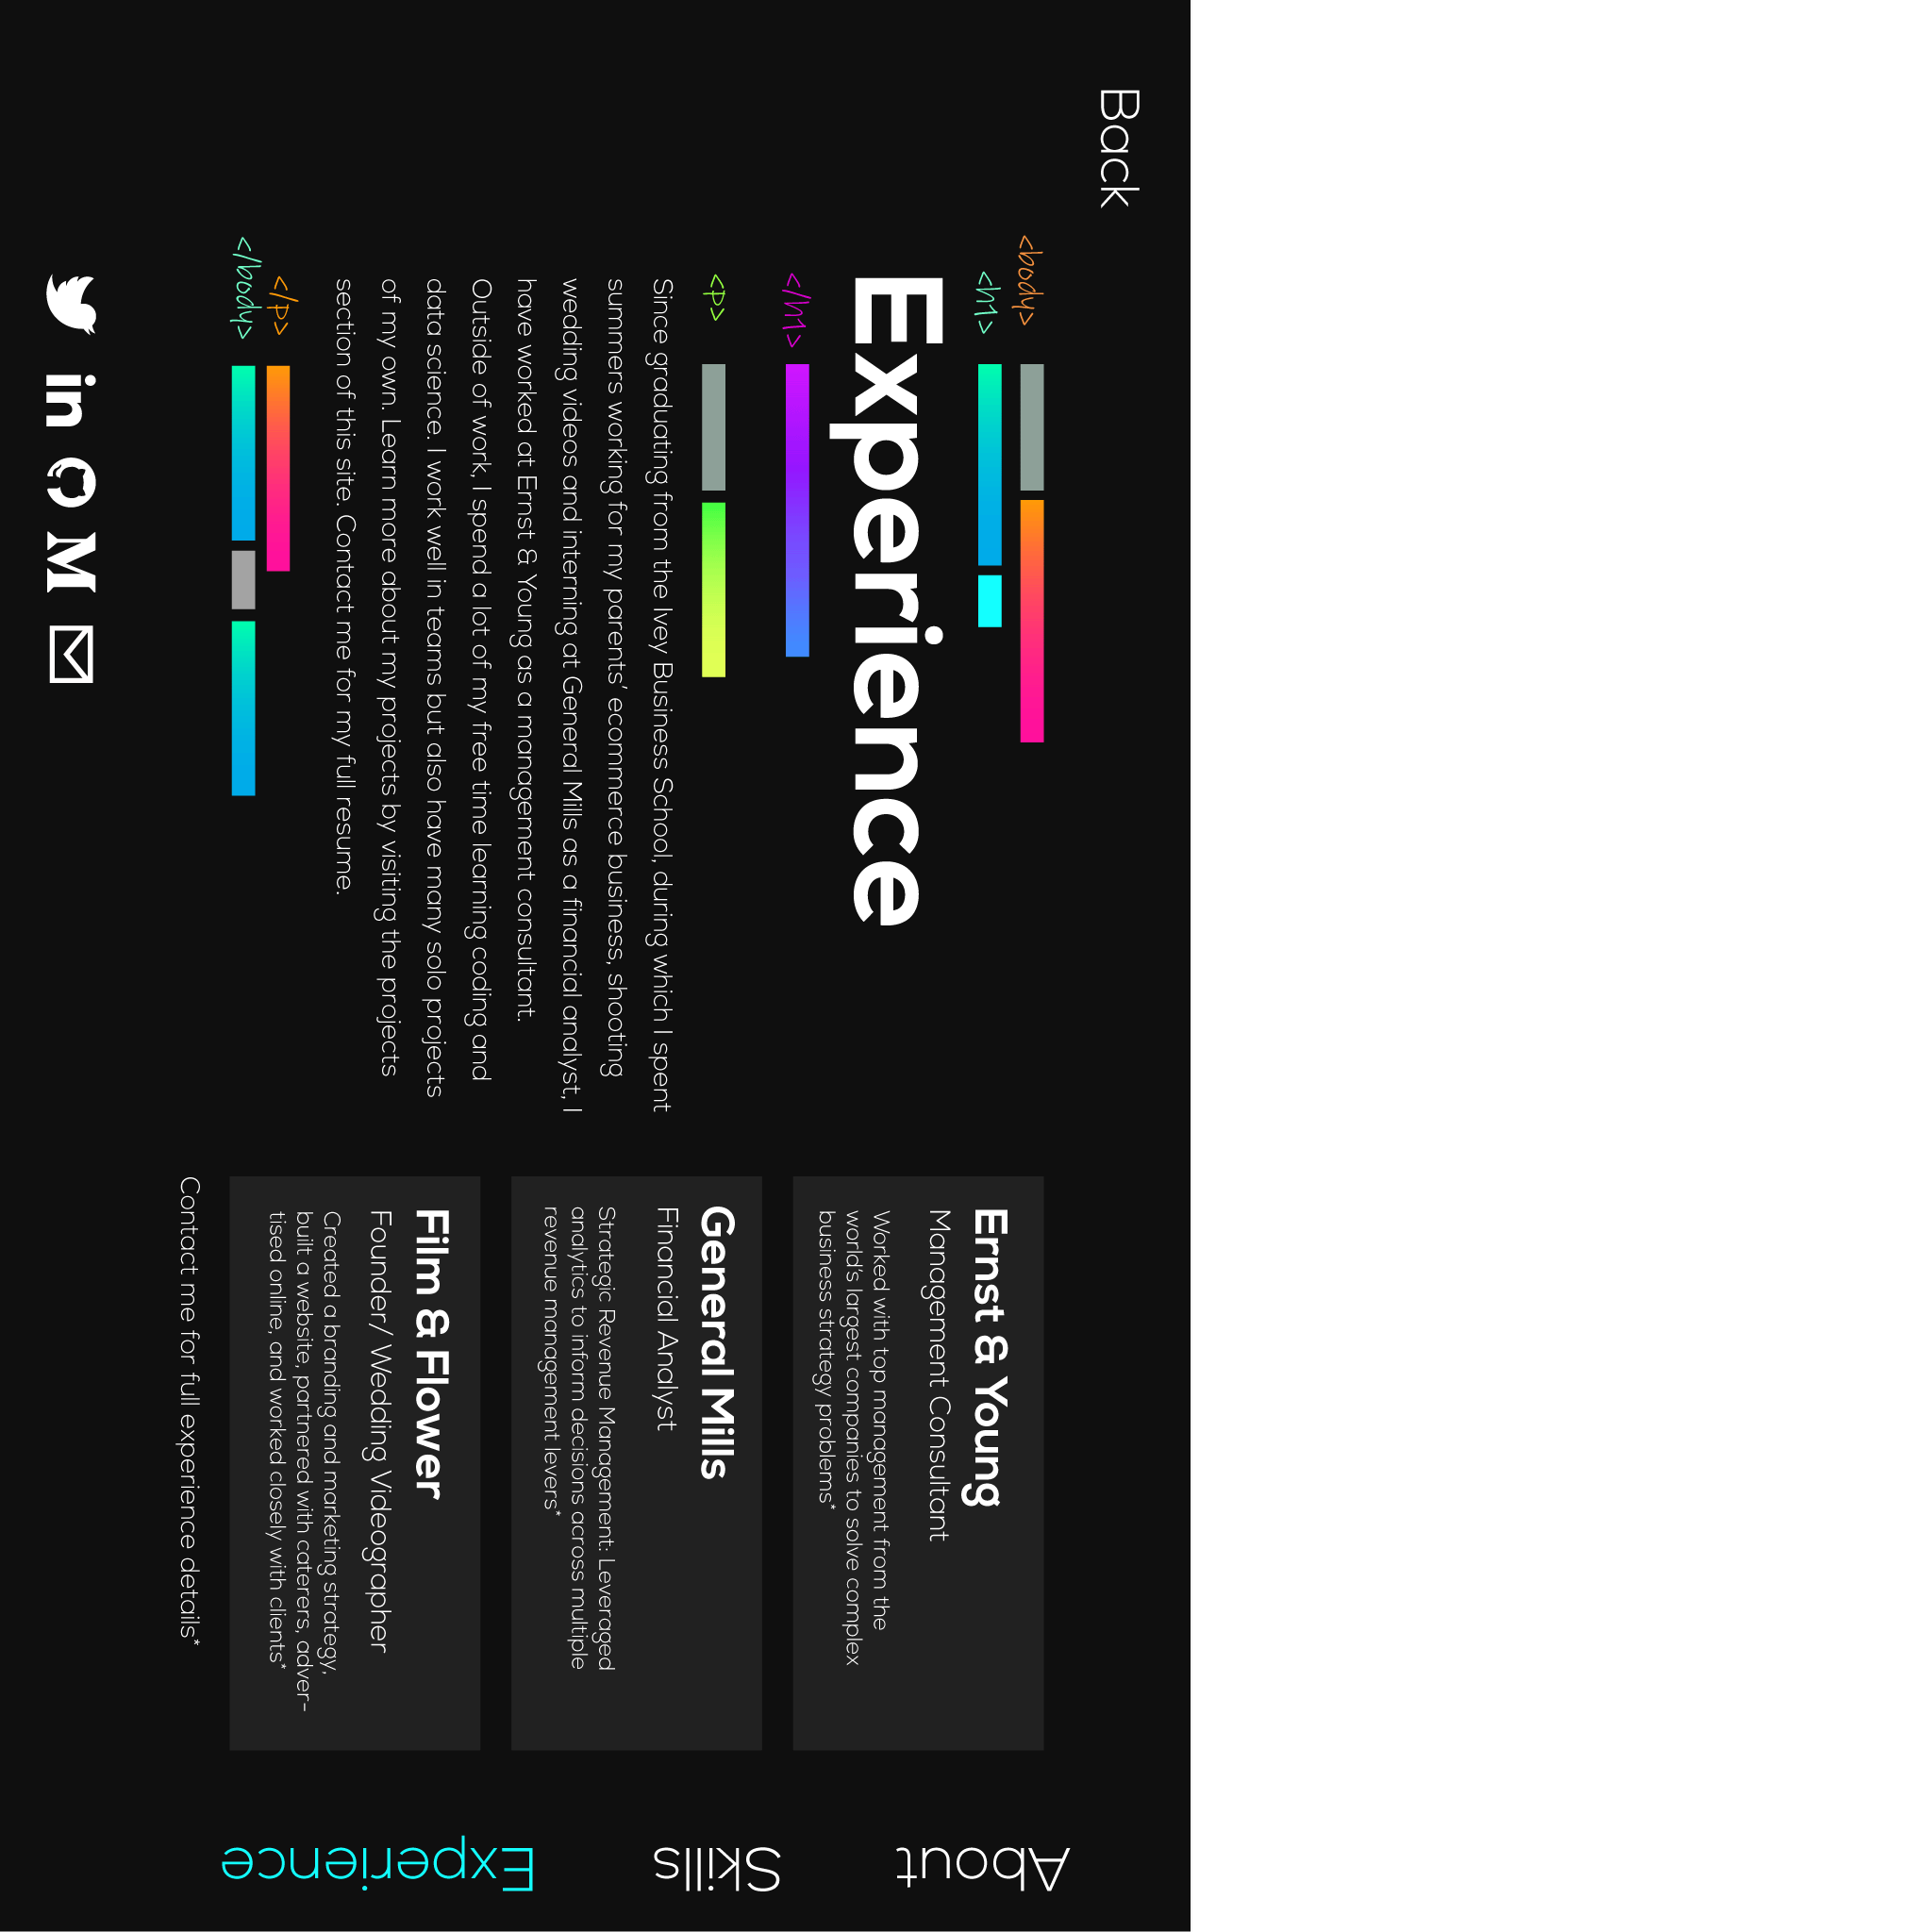 Back
<body>
<h1>
Experience
</h1>
<p>
Since graduating from the Ivey Business School, during which I spent
summers working for my parents' ecommerce business, shooting
wedding videos and interning at General Mills as a financial analyst, I
have worked at Ernst & Young as a management consultant.
Outside of work, I spend a lot of my free time learning coding and
data science. I work well in teams but also have many solo projects
of my own. Learn more about my projects by visiting the projects
section of this site. Contact me for my full resume.
</p>
</body>
in
M
Ernst & Young
Management Consultant
Worked with top management from the
world's largest companies to solve complex
business strategy problems*
General Mills
Financial Analyst
Strategic Revenue Management: Leveraged
analytics to inform decisions across multiple
revenue management levers*
Film & Flower
Founder/ Wedding Videographer
Created a branding and marketing strategy,
built a website, partnered with caterers, adver-
tised online, and worked closely with clients*
Contact me for full experience details*
About
Skills
Experience